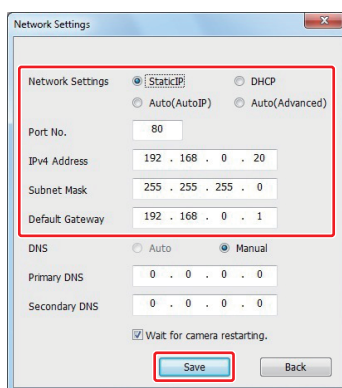 Network Settings
Network Settings StaticIP DHCP
Auto(AutoIP) Auto(Advanced)
Port No. 80
IPv4 Address 192 . 168 . 0 . 20
Subnet Mask 255 . 255 . 255 . 0
Default Gateway 192 . 168 . 0 . 1
DNS Auto Manual
Primary DNS 0 . 0 . 0 . 0
Secondary DNS 0 . 0 . 0 . 0
Wait for camera restarting.
Save Back